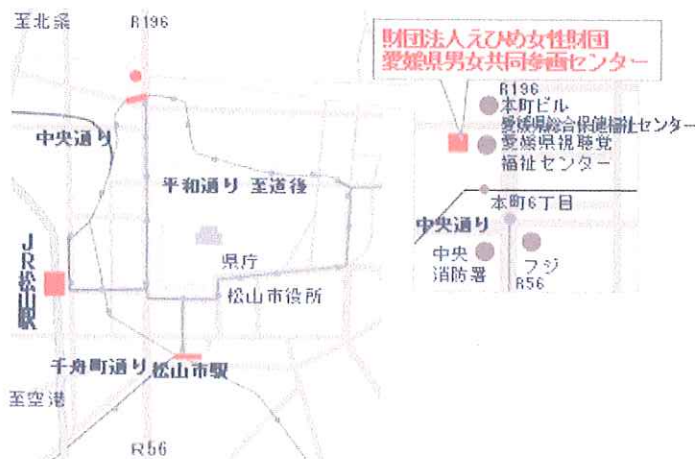 至北条
R196
財団法人えひめ女性財団
愛媛県男女共同参画センター
R196
本町ビル
愛媛県総合保健福祉センター
愛媛県視聴覚
福祉センター
中央通り
平和通り 至道後
本町6丁目
中央通り
JR松山駅
県庁
中央
消防署
フジ
R56
松山市役所
千舟町通り
松山市駅
至空港
R56